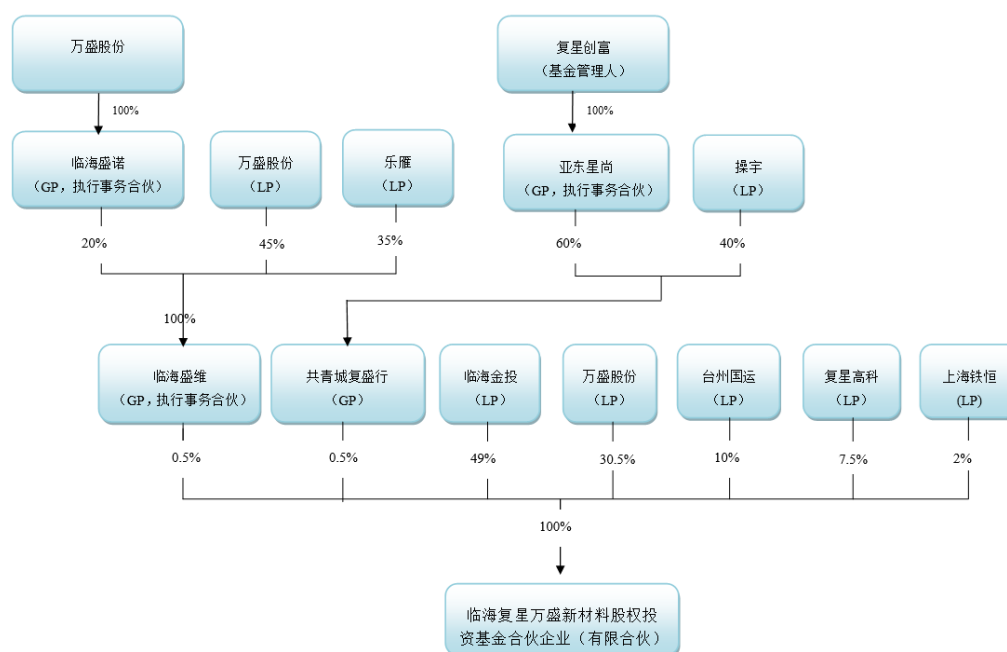 万盛股份
复星创富
（基金管理人）
100%
100%
临海盛诺
（GP，执行事务合伙）
万盛股份
（LP）
乐雁
（LP）
亚东星尚
（GP，执行事务合伙）
操宇
（LP）
20%
45%
35%
60%
40%
100%
临海盛维
（GP，执行事务合伙）
共青城复盛行
（GP）
临海金投
（LP）
万盛股份
（LP）
台州国运
（LP）
复星高科
（LP）
上海铁恒
(LP)
0.5%
0.5%
49%
30.5%
10%
7.5%
2%
100%
临海复星万盛新材料股权投
资基金合伙企业（有限合伙）